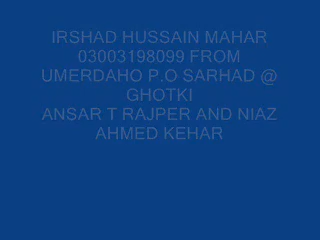 IRSHAD HUSSAIN MAHAR
03003198099 FROM
UMERDAHO P.O SARHAD @
GHOTKI
ANSAR T RAJPER AND NIAZ
AHMED KEHAR